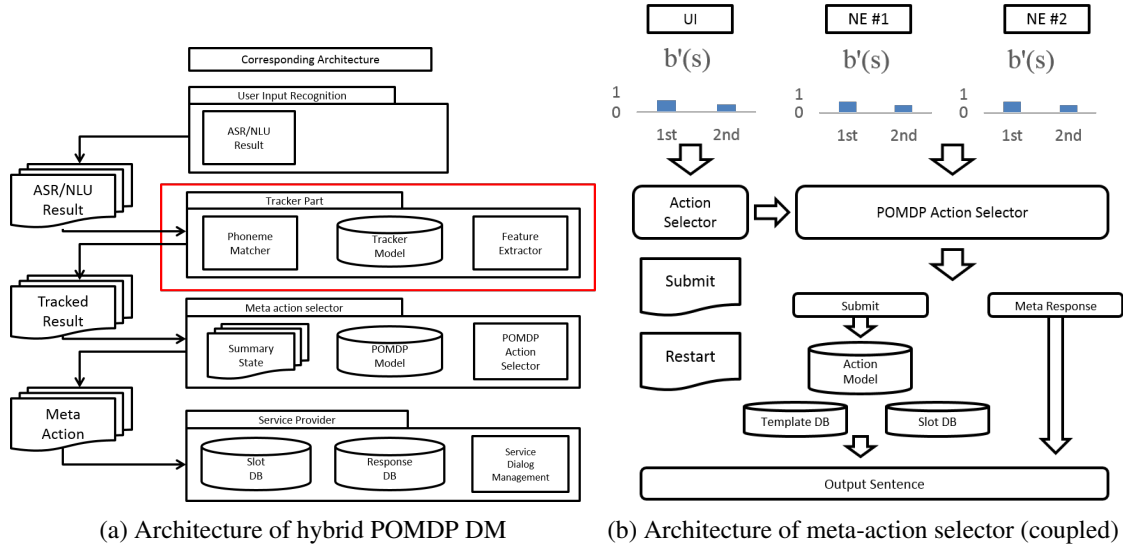 Corresponding Architecture
User Input Recognition
ASR/NLU
Result
ASR/NLU
Result
Tracker Part
Phoneme
Matcher
Tracker
Model
Feature
Extractor
Tracked
Result
Meta action selector
Summary
State
POMDP
Model
POMDP
Action
Selector
Meta
Action
Service Provider
Slot
DB
Response
DB
Service
Dialog
Management
(a) Architecture of hybrid POMDP DM
UI
NE #1
NE #2
b'(s)
b'(s)
b'(s)
1
0
1st
2nd
1
0
1st
2nd
1
0
1st
2nd
Action
Selector
POMDP Action Selector
Submit
Restart
Submit
Meta Response
Action
Model
Template DB
Slot DB
Output Sentence
(b) Architecture of meta-action selector (coupled)